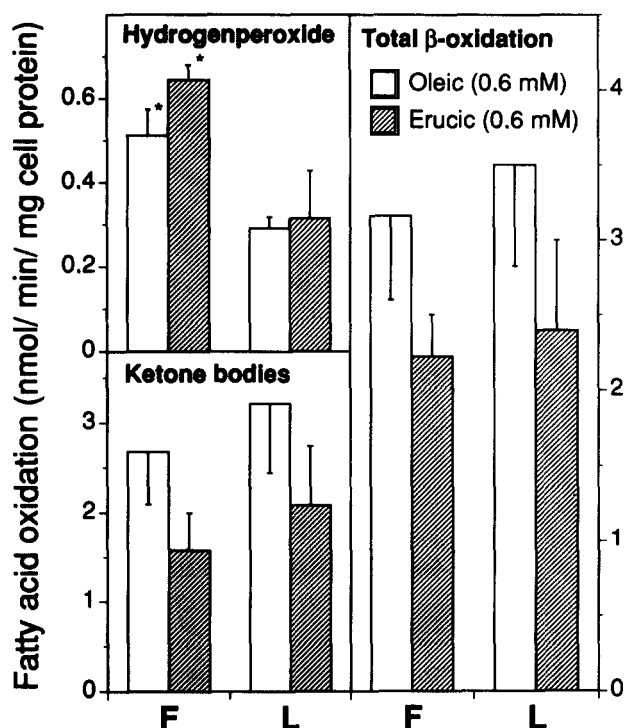 Fatty acid oxidation (nmol/ min/ mg cell protein)
Hydrogenperoxide
0.6
0.4
0.2
0
*
*
Ketone bodies
3
2
1
0
F
L
Total β-oxidation
Oleic (0.6 mM)
Erucic (0.6 mM)
4
3
2
1
0
F
L